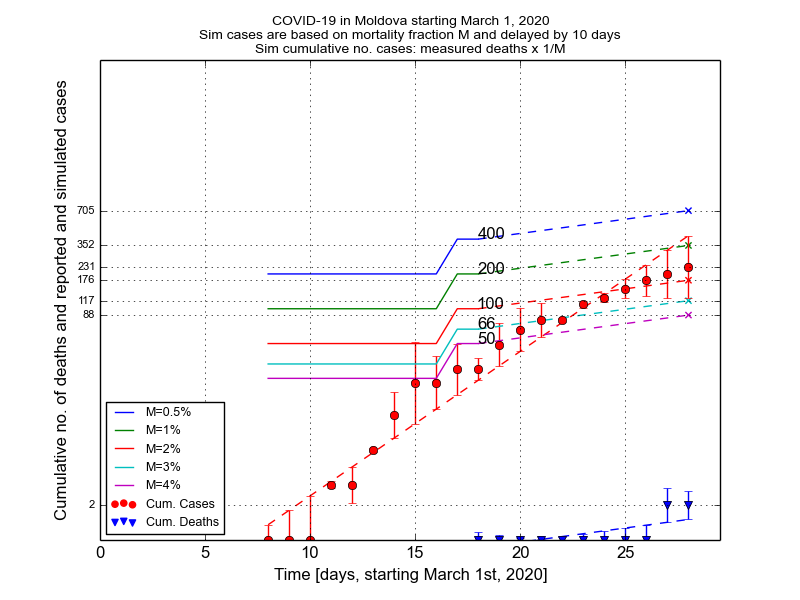 COVID-19 in Moldova starting March 1, 2020
Sim cases are based on mortality fraction M and delayed by 10 days
Sim cumulative no. cases: measured deaths x 1/M
Cumulative no. of deaths and reported and simulated cases
705
352
231
176
117
88
2
400
200
100
66
50
M=0.5%
M=1%
M=2%
M=3%
M=4%
Cum. Cases
Cum. Deaths
0 5 10 15 20 25
Time [days, starting March 1st, 2020]